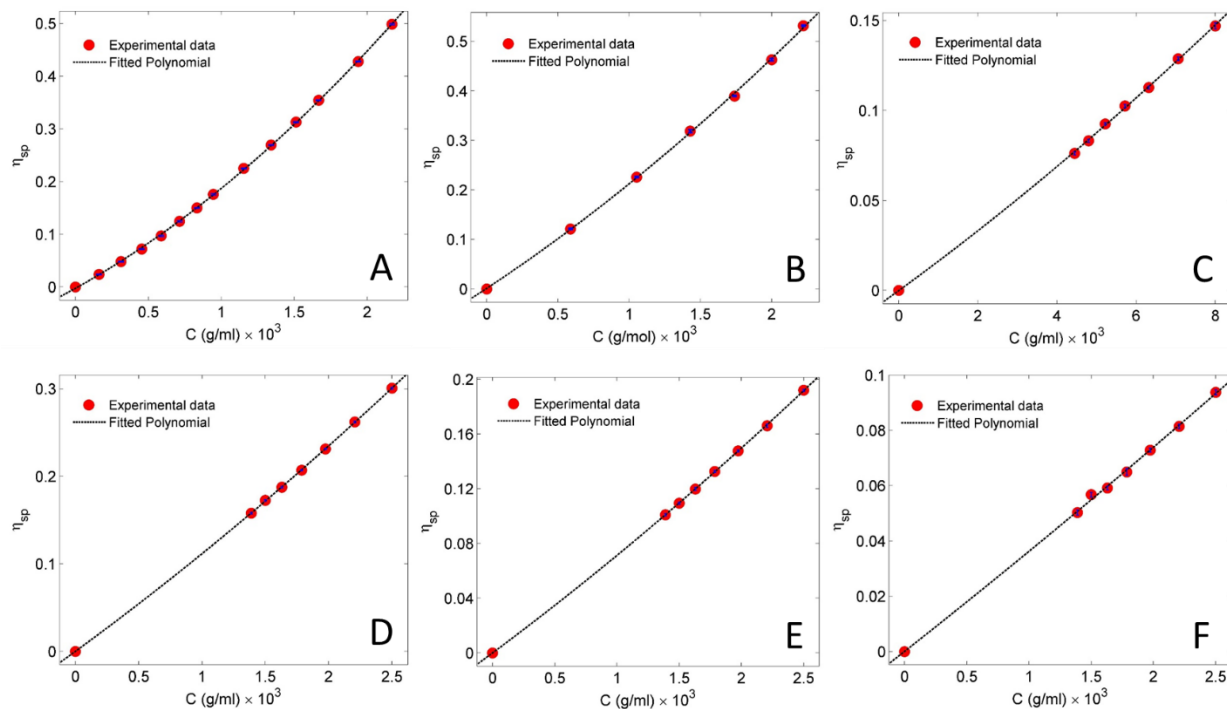 0.5
0.4
0.3
0.2
0.1
0
η_sp
Experimental data
Fitted Polynomial
A
0 0.5 1 1.5 2
C (g/ml) × 10³
0.5
0.4
0.3
0.2
0.1
0
η_sp
Experimental data
Fitted Polynomial
B
0 0.5 1 1.5 2
C (g/mol) × 10³
0.15
0.1
0.05
0
η_sp
Experimental data
Fitted Polynomial
C
0 2 4 6 8
C (g/ml) × 10³
0.3
0.2
0.1
0
η_sp
Experimental data
Fitted Polynomial
D
0 0.5 1 1.5 2 2.5
C (g/ml) × 10³
0.2
0.16
0.12
0.08
0.04
0
η_sp
Experimental data
Fitted Polynomial
E
0 0.5 1 1.5 2 2.5
C (g/ml) × 10³
0.1
0.08
0.06
0.04
0.02
0
η_sp
Experimental data
Fitted Polynomial
F
0 0.5 1 1.5 2 2.5
C (g/ml) × 10³